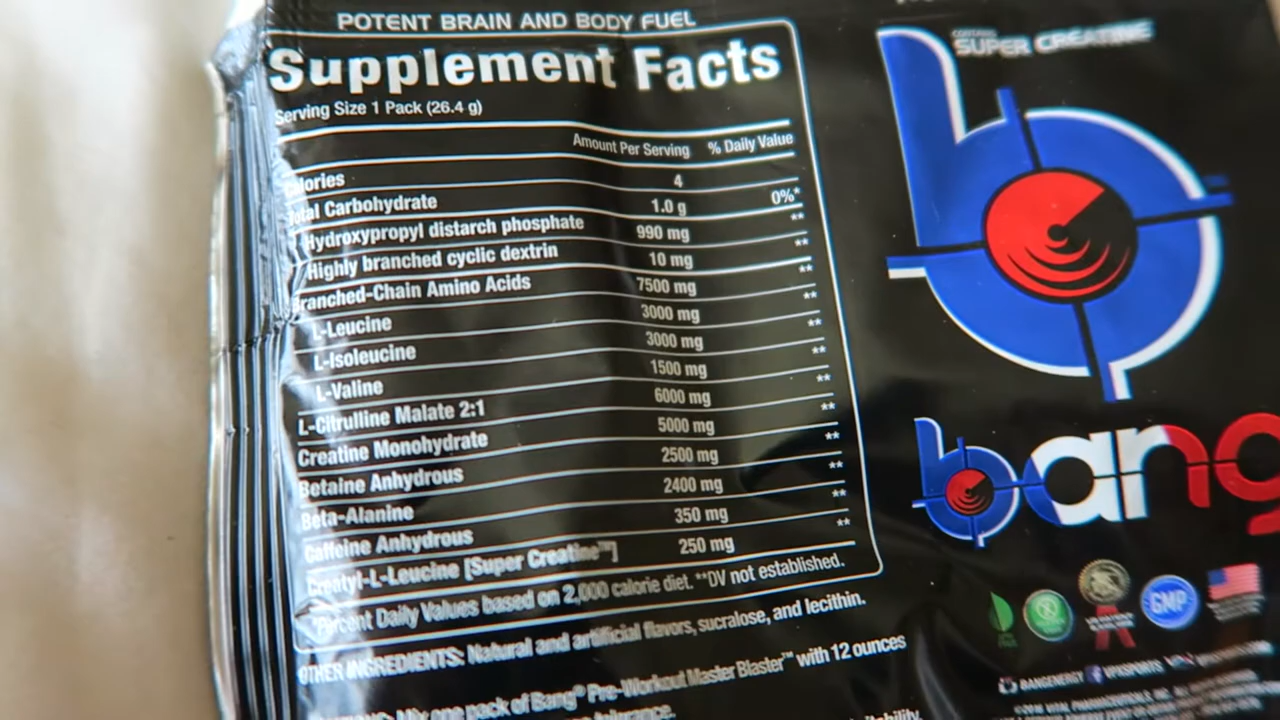 POTENT BRAIN AND BODY FUEL
Supplement Facts
Serving Size 1 Pack (26.4 g)
Amount Per Serving % Daily Value
Calories 4
Total Carbohydrate 1.0 g 0%*
Hydroxypropyl distarch phosphate 990 mg **
Highly branched cyclic dextrin 10 mg **
Branched-Chain Amino Acids 7500 mg **
L-Leucine 3000 mg **
L-Isoleucine 3000 mg **
L-Valine 1500 mg **
L-Citrulline Malate 2:1 6000 mg **
Creatine Monohydrate 5000 mg **
Betaine Anhydrous 2500 mg **
Beta-Alanine 2400 mg **
Caffeine Anhydrous 350 mg **
Creatyl-L-Leucine [Super Creatine™] 250 mg **
*Percent Daily Values based on 2,000 calorie diet. **DV not established.
OTHER INGREDIENTS: Natural and artificial flavors, sucralose, and lecithin.
Mix one pack of Bang® Pre-Workout Master Blaster™ with 12 ounces
tolerance.
CONTAINS
SUPER CREATINE
bang
GMP
BANGENERGY VPXSPORTS